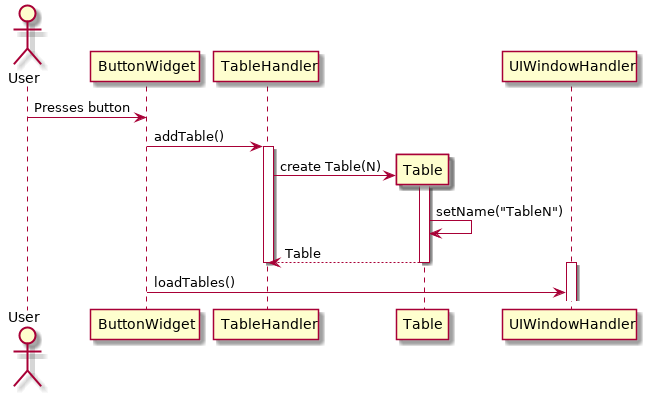 User
ButtonWidget
TableHandler
UIWindowHandler
Presses button
addTable()
create Table(N)
Table
setName("TableN")
Table
loadTables()
User
ButtonWidget
TableHandler
Table
UIWindowHandler